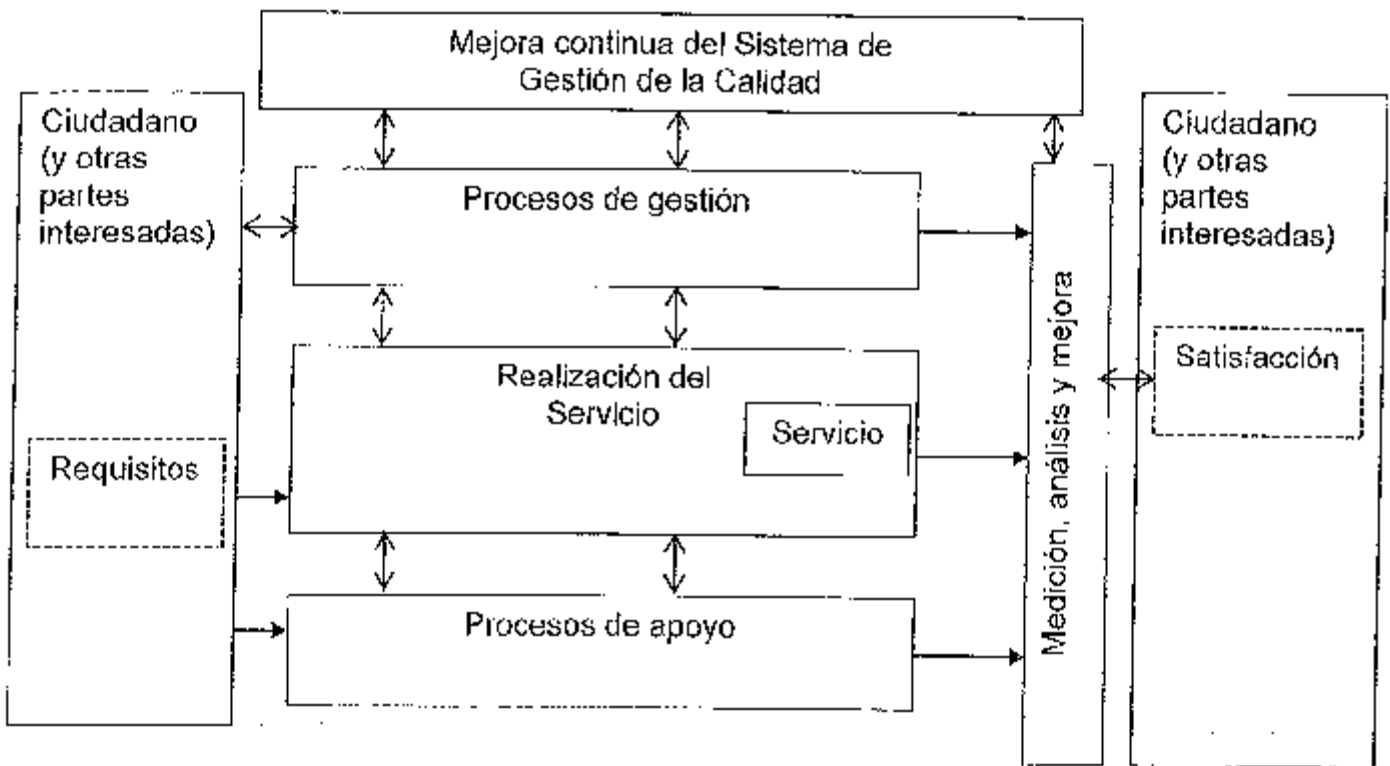 Mejora continua del Sistema de
Gestión de la Calidad
Ciudadano
(y otras
partes
interesadas)
Requisitos
Procesos de gestión
Realización del
Servicio
Servicio
Procesos de apoyo
Medición, análisis y mejora
Ciudadano
(y otras
partes
interesadas)
Satisfacción